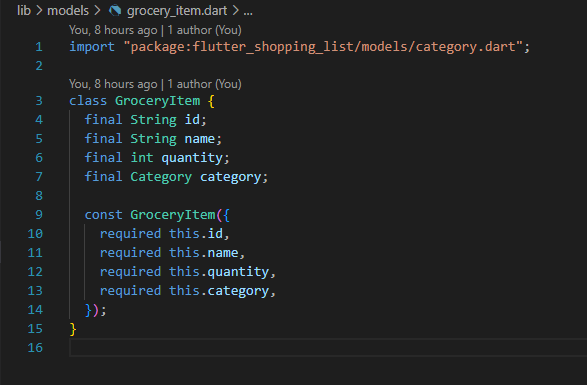 lib > models > grocery_item.dart > ...
You, 8 hours ago | 1 author (You)
1 import "package:flutter_shopping_list/models/category.dart";
2
You, 8 hours ago | 1 author (You)
3 class GroceryItem {
4   final String id;
5   final String name;
6   final int quantity;
7   final Category category;
8
9   const GroceryItem({
10     required this.id,
11     required this.name,
12     required this.quantity,
13     required this.category,
14   });
15 }
16